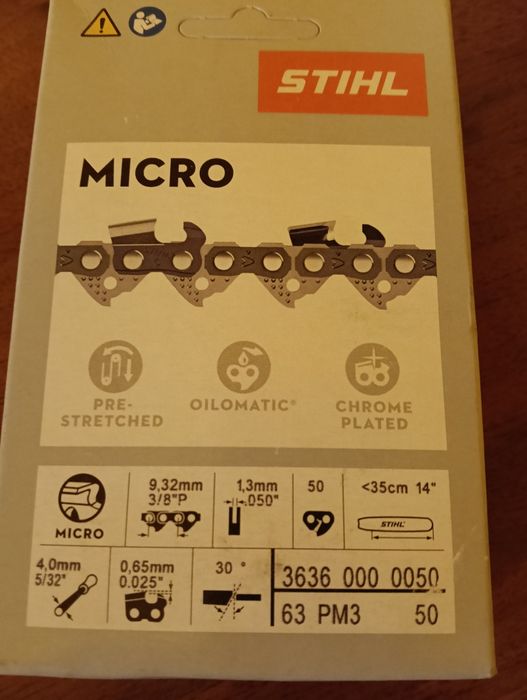 STIHL
MICRO
PRE-
STRETCHED
OILOMATIC®
CHROME
PLATED
MICRO
9,32mm
3/8"P
1,3mm
.050"
50
<35cm 14"
STIHL
4,0mm
5/32"
0,65mm
0.025"
30 °
3636 000 0050
63 PM3 50